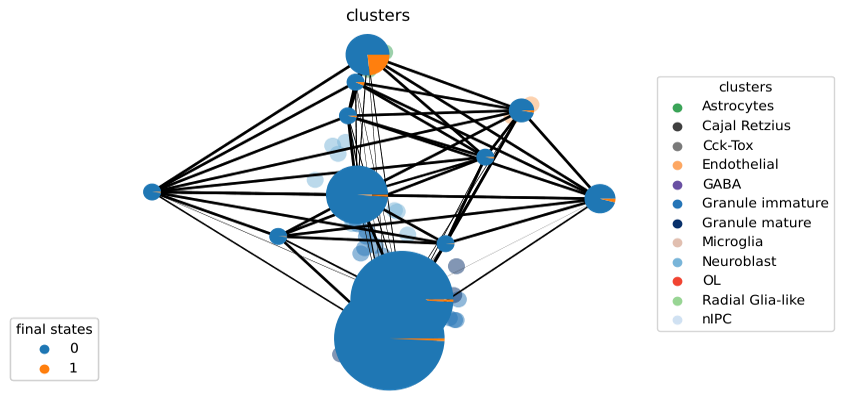 clusters
clusters
Astrocytes
Cajal Retzius
Cck-Tox
Endothelial
GABA
Granule immature
Granule mature
Microglia
Neuroblast
OL
Radial Glia-like
nIPC
final states
0
1